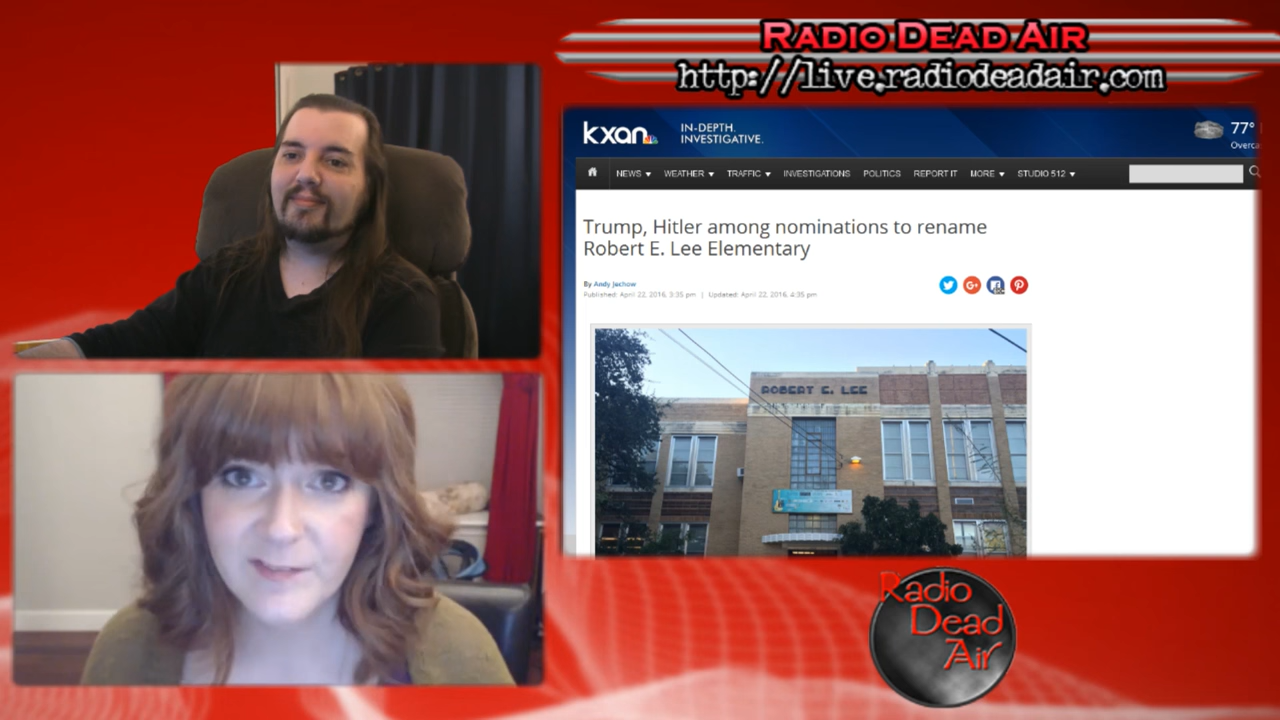 Radio Dead Air
http://live.radiodeadair.com
kxan
IN-DEPTH.
INVESTIGATIVE.
77°
Overca
NEWS
WEATHER
TRAFFIC
INVESTIGATIONS
POLITICS
REPORT IT
MORE
STUDIO 512
Trump, Hitler among nominations to rename
Robert E. Lee Elementary
By Andy Jechow
Published: April 22, 2016, 3:35 pm | Updated: April 22, 2016, 4:35 pm
ROBERT E. LEE
Radio
Dead
Air